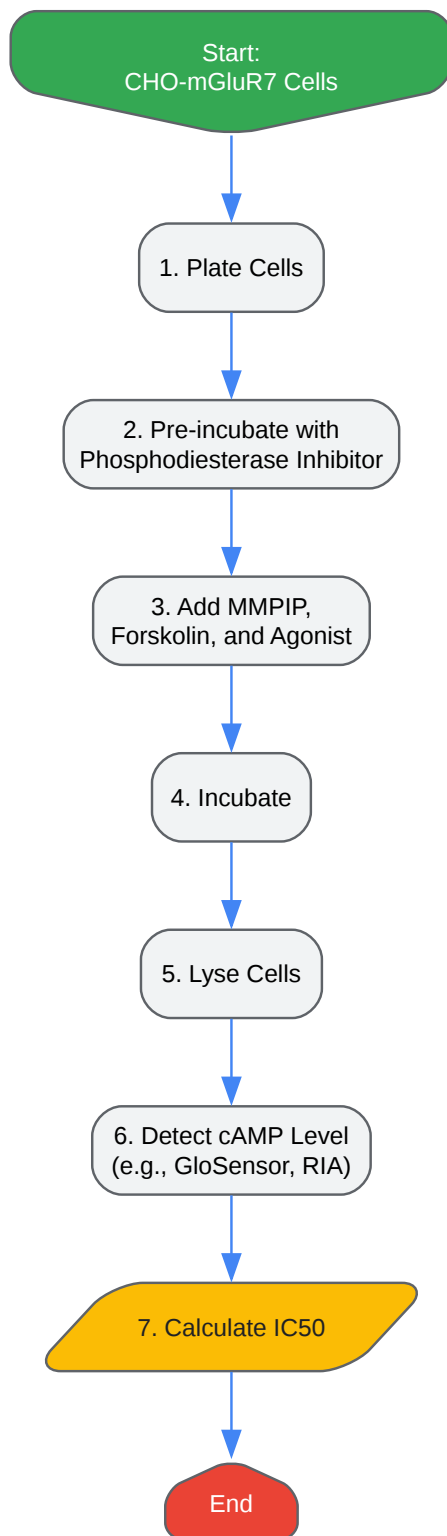 Start:
CHO-mGluR7 Cells
1. Plate Cells
2. Pre-incubate with
Phosphodiesterase Inhibitor
3. Add MMPIP,
Forskolin, and Agonist
4. Incubate
5. Lyse Cells
6. Detect cAMP Level
(e.g., GloSensor, RIA)
7. Calculate IC50
End